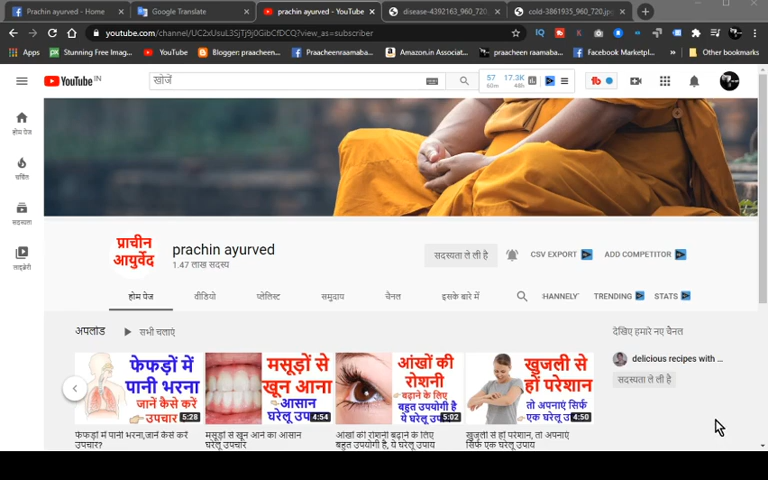 prachin ayurved - Home
Google Translate
prachin ayurved - YouTube
disease-4392163_960_720.
cold-3861935_960_720.jpg
youtube.com/channel/UC2xUsuL3SJTj9j0GibCfDCQ?view_as=subscriber
Apps
Stunning Free Imag...
YouTube
Blogger: praacheen...
Praacheenraamaba...
Amazon.in Associat...
praacheen raamaba...
Facebook Marketpl...
Other bookmarks
YouTube IN
खोजें
57
60m
17.3K
48h
होम पेज
सदस्यता
लाइब्रेरी
प्राचीन
आयुर्वेद
prachin ayurved
1.47 लाख सदस्य
सदस्यता ले ली है
CSV EXPORT
ADD COMPETITOR
होम पेज
वीडियो
प्लेलिस्ट
समुदाय
चैनल
इसके बारे में
HANNELY
TRENDING
STATS
अपलोड
सभी चलाएं
देखिए हमारे नए चैनल
फेफड़ों में
पानी भरना
जानें कैसे करें
उपचार
5:28
मसूड़ों से
खून आना
आसान
घरेलू उप
4:54
आंखों की
रोशनी
बढ़ाने के लिए
बहुत उपयोगी है
ये घरेलू उप
5:02
खुजली से
हों परेशान
तो अपनाएं सिर्फ
एक घरेलू उ
4:50
फेफड़ों में पानी भरना,जानें कैसे करें
उपचार?
मसूड़ों से खून आने का आसान
घरेलू उपचार
आंखों की रोशनी बढ़ाने के लिए
बहुत उपयोगी है, ये घरेलू उपाय
खुजली से हों परेशान, तो अपनाएं
सिर्फ एक घरेलू उपाय
delicious recipes with ...
सदस्यता ले ली है